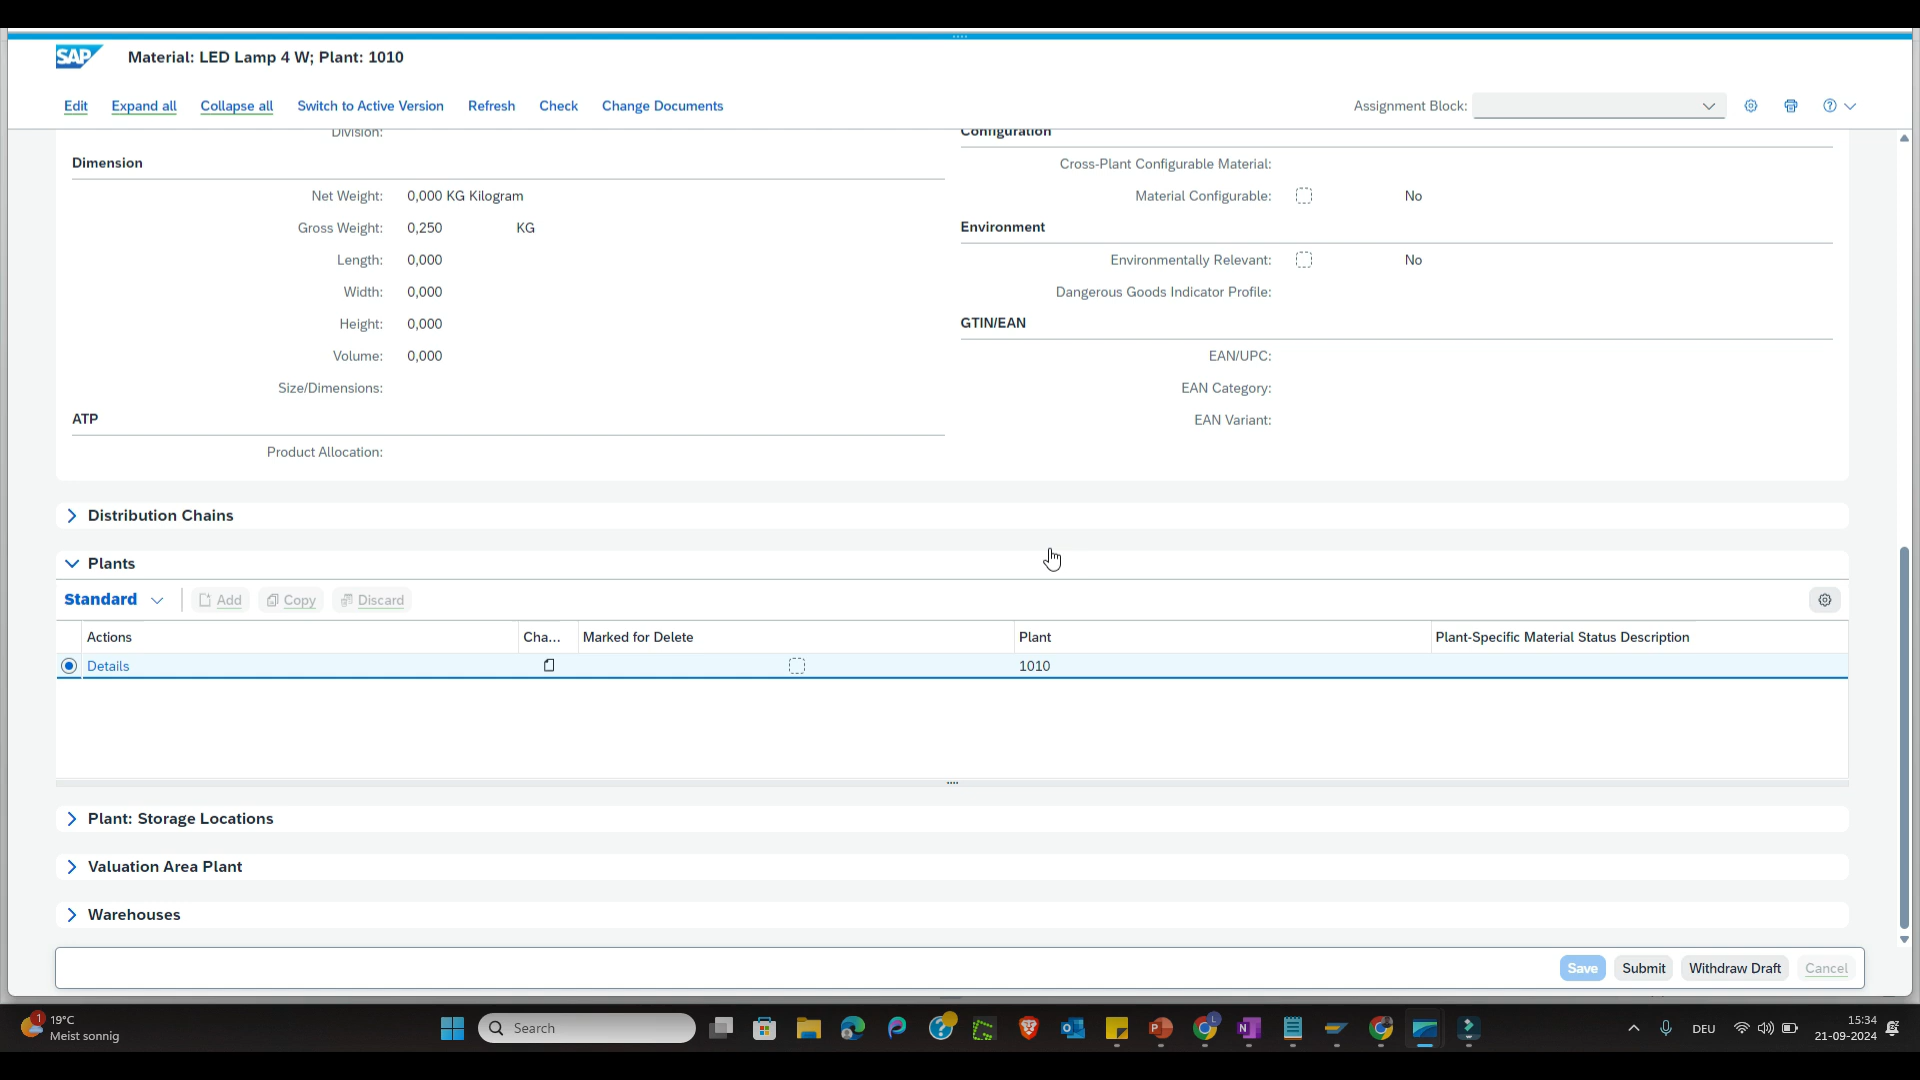 SAP Material: LED Lamp 4 W; Plant: 1010
Edit Expand all Collapse all Switch to Active Version Refresh Check Change Documents Assignment Block:
Division: Configuration
Dimension Cross-Plant Configurable Material:
Net Weight: 0,000 KG Kilogram Material Configurable: No
Gross Weight: 0,250 KG Environment
Length: 0,000 Environmentally Relevant: No
Width: 0,000 Dangerous Goods Indicator Profile:
Height: 0,000 GTIN/EAN
Volume: 0,000 EAN/UPC:
Size/Dimensions: EAN Category:
ATP EAN Variant:
Product Allocation:
Distribution Chains
Plants
Standard Add Copy Discard
Actions Cha... Marked for Delete Plant Plant-Specific Material Status Description
Details 1010
Plant: Storage Locations
Valuation Area Plant
Warehouses
Save Submit Withdraw Draft Cancel
1 19°C
Meist sonnig
Search
DEU
15:34
21-09-2024